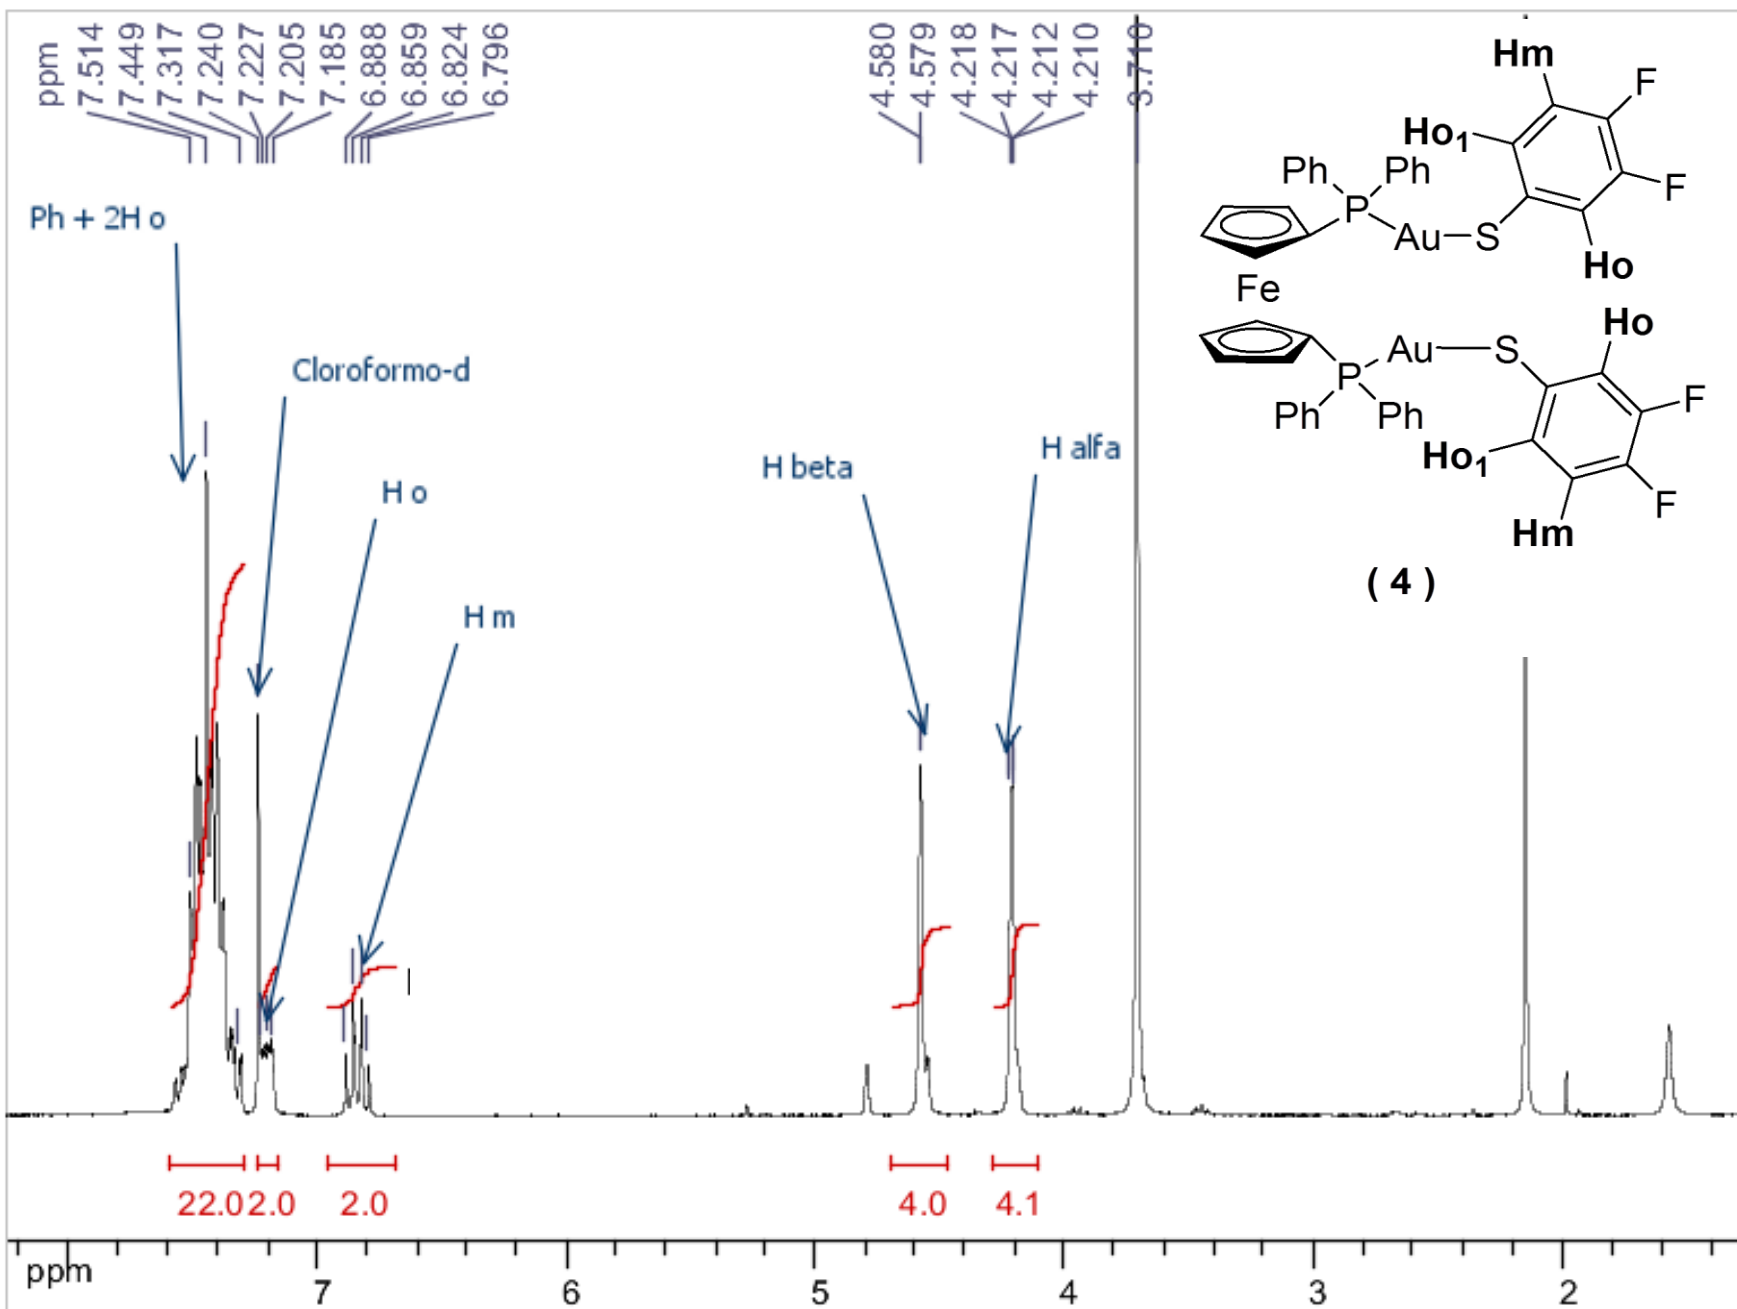 ppm 7.514 7.449 7.317 7.240 7.227 7.205 7.185 6.888 6.859 6.824 6.796 4.580 4.579 4.218 4.217 4.212 4.210 3.710
Hm
F
Ho1
Ph Ph
F
P
Au S
Ho
Fe
Ho
Au S
P
F
Ph Ph
Ho1
F
Hm
( 4 )
Ph + 2H o
Cloroformo-d
H o
H m
H beta
H alfa
22.0 2.0 2.0 4.0 4.1
ppm 7 6 5 4 3 2